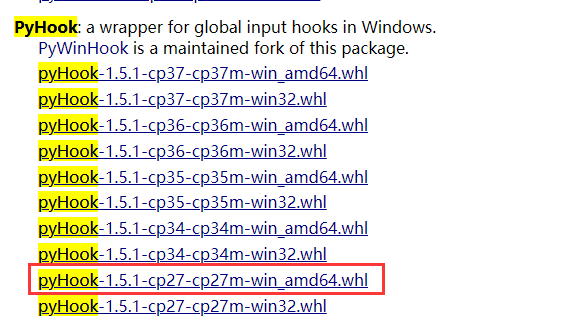 PyHook: a wrapper for global input hooks in Windows.
PyWinHook is a maintained fork of this package.
pyHook-1.5.1-cp37-cp37m-win_amd64.whl
pyHook-1.5.1-cp37-cp37m-win32.whl
pyHook-1.5.1-cp36-cp36m-win_amd64.whl
pyHook-1.5.1-cp36-cp36m-win32.whl
pyHook-1.5.1-cp35-cp35m-win_amd64.whl
pyHook-1.5.1-cp35-cp35m-win32.whl
pyHook-1.5.1-cp34-cp34m-win_amd64.whl
pyHook-1.5.1-cp34-cp34m-win32.whl
pyHook-1.5.1-cp27-cp27m-win_amd64.whl
pyHook-1.5.1-cp27-cp27m-win32.whl